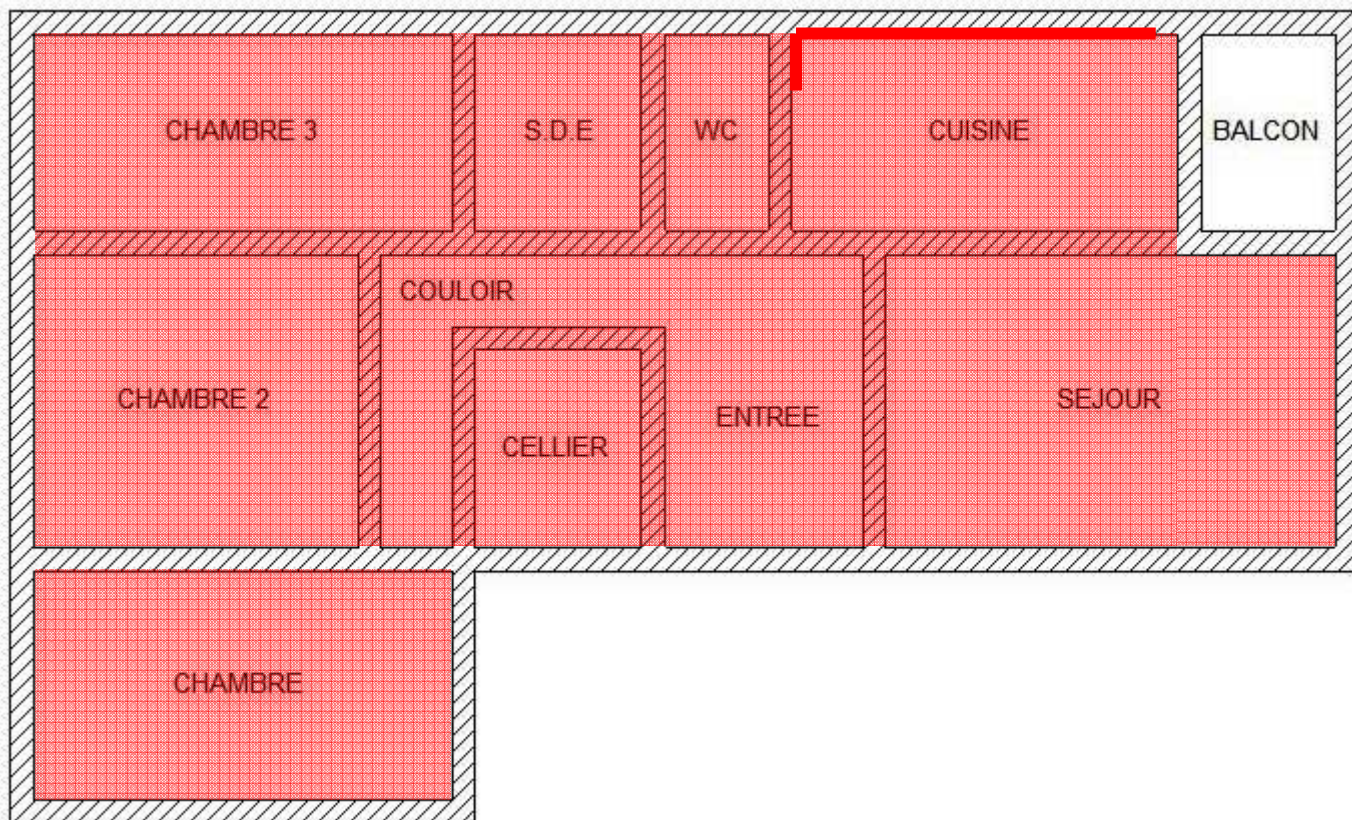 CHAMBRE 3
S.D.E
WC
CUISINE
BALCON
COULOIR
CHAMBRE 2
CELLIER
ENTREE
SEJOUR
CHAMBRE